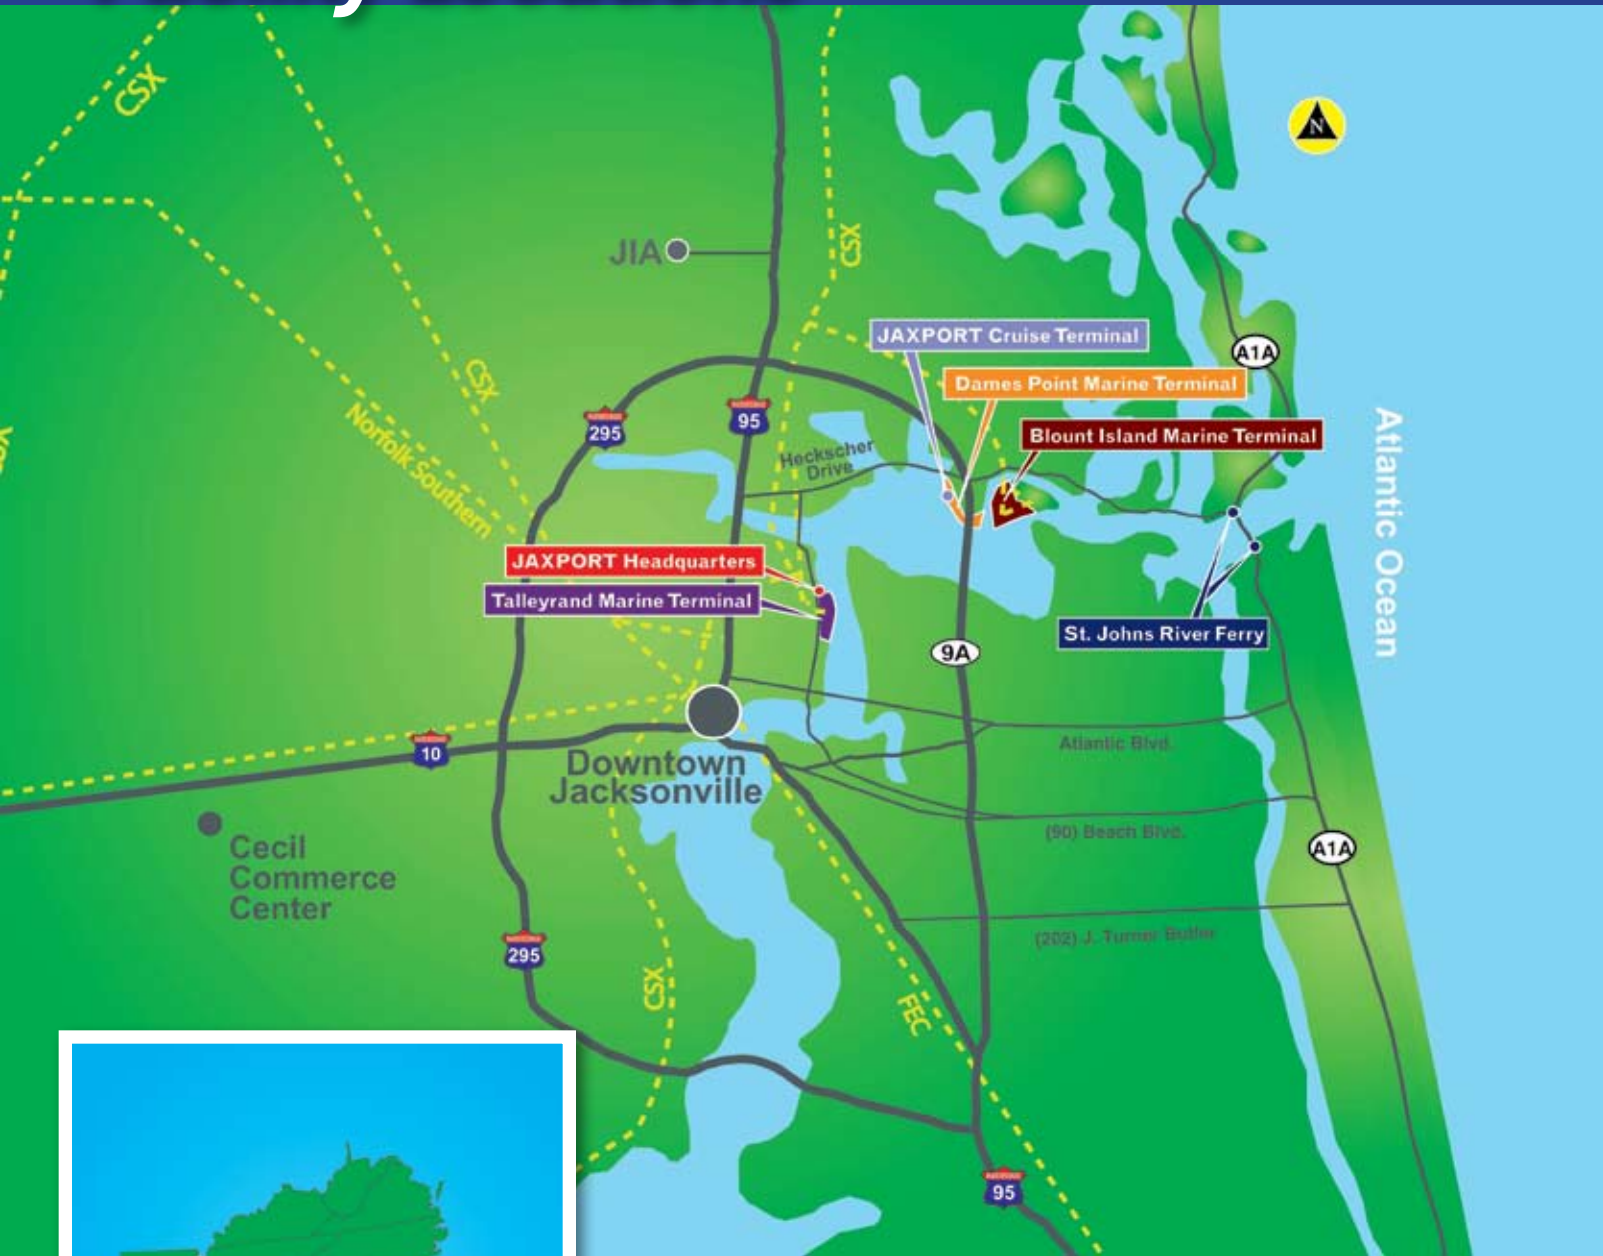 CSX
JIA
CSX
JAXPORT Cruise Terminal
A1A
Dames Point Marine Terminal
CSX
295
95
Blount Island Marine Terminal
Norfolk Southern
Heckscher
Drive
Atlantic Ocean
JAXPORT Headquarters
Talleyrand Marine Terminal
St. Johns River Ferry
9A
10
Atlantic Blvd.
Downtown
Jacksonville
(90) Beach Blvd.
Cecil
Commerce
Center
A1A
(202) J. Turner Butler
295
CSX
FEC
95
N